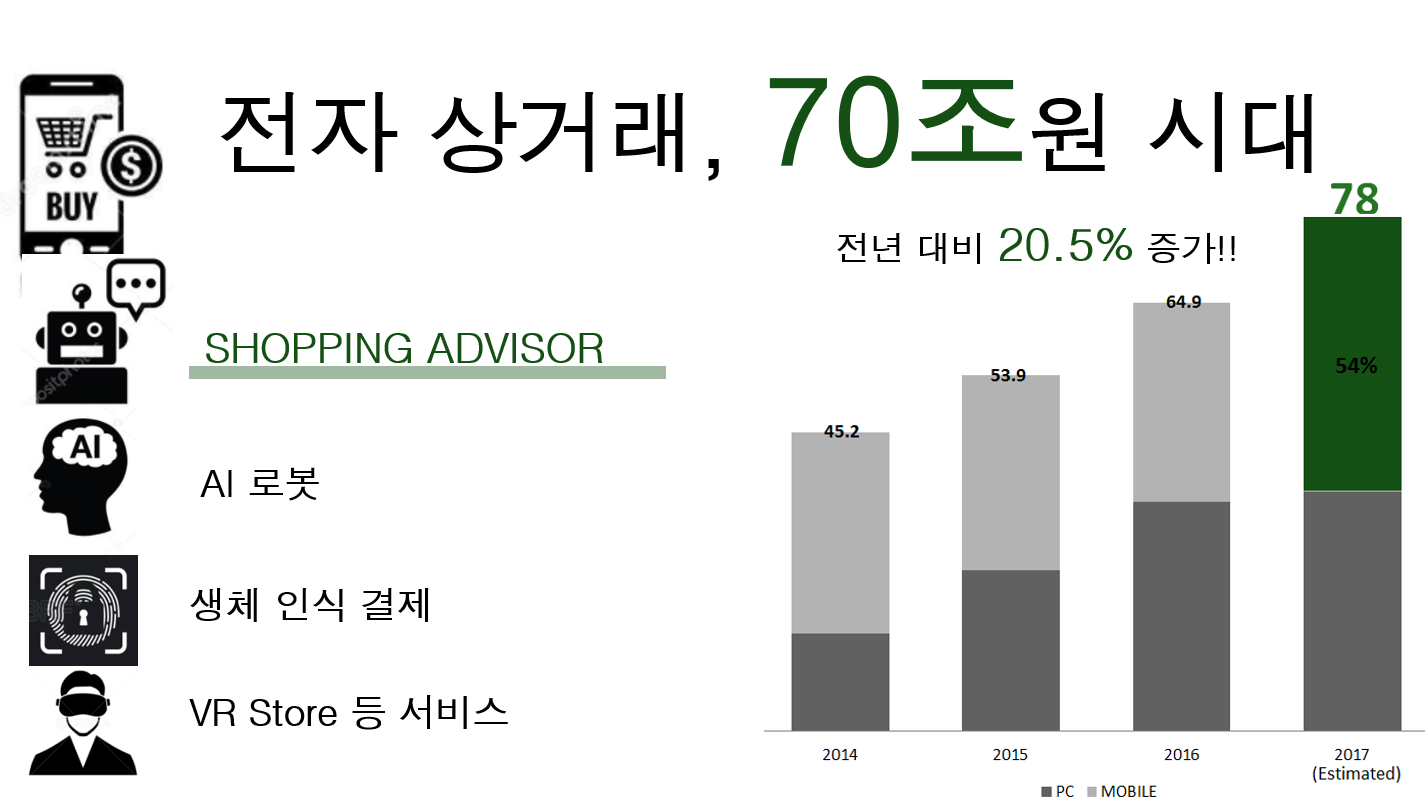 전자 상거래, 70조원 시대
BUY
$
전년 대비 20.5% 증가!!
SHOPPING ADVISOR
AI
AI 로봇
생체 인식 결제
VR Store 등 서비스
78
64.9
54%
53.9
45.2
2014 2015 2016 2017
(Estimated)
PC MOBILE